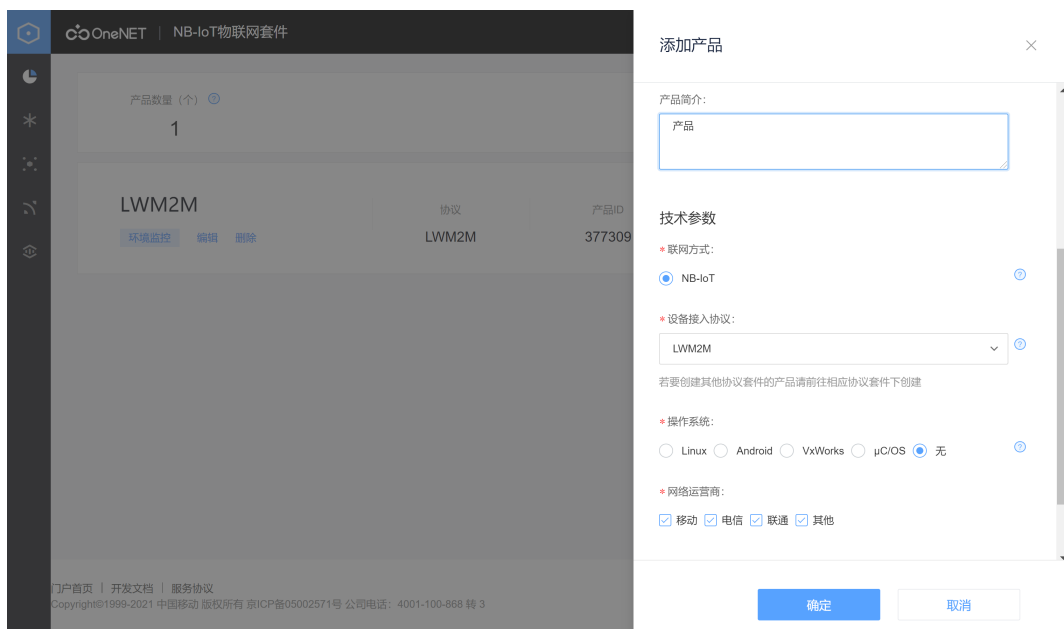 OneNET | NB-IoT物联网套件
产品数量（个）
1
LWM2M
环境监控 编辑 删除
协议
LWM2M
产品ID
377309
门户首页 | 开发文档 | 服务协议
Copyright©1999-2021 中国移动 版权所有 京ICP备05002571号 公司电话：4001-100-868 转 3
添加产品
产品简介:
产品
技术参数
*联网方式:
NB-IoT
*设备接入协议:
LWM2M
若要创建其他协议套件的产品请前往相应协议套件下创建
*操作系统:
Linux Android VxWorks μC/OS 无
*网络运营商:
移动 电信 联通 其他
确定 取消